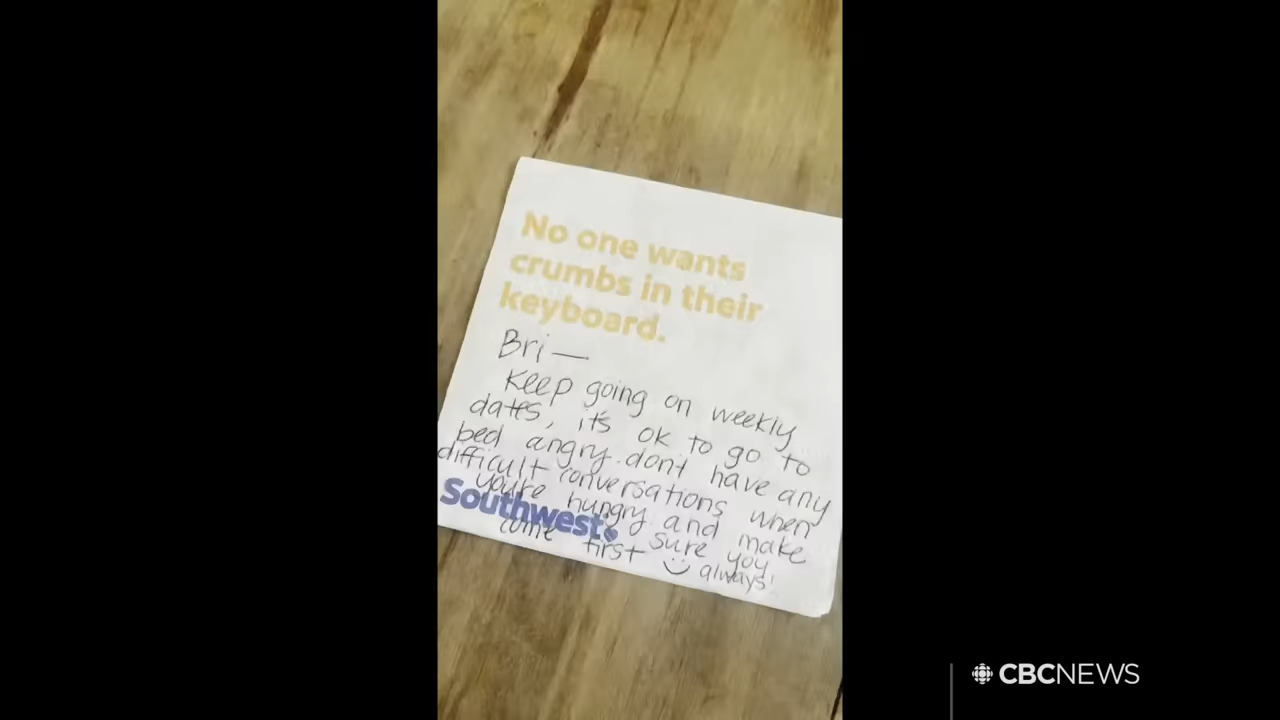 No one wants
crumbs in their
keyboard.
Bri—
Keep going on weekly
dates, it's ok to go to
bed angry. don't have any
difficult conversations when
you're hungry and make
Southwest
sure you
come first always!
CBCNEWS